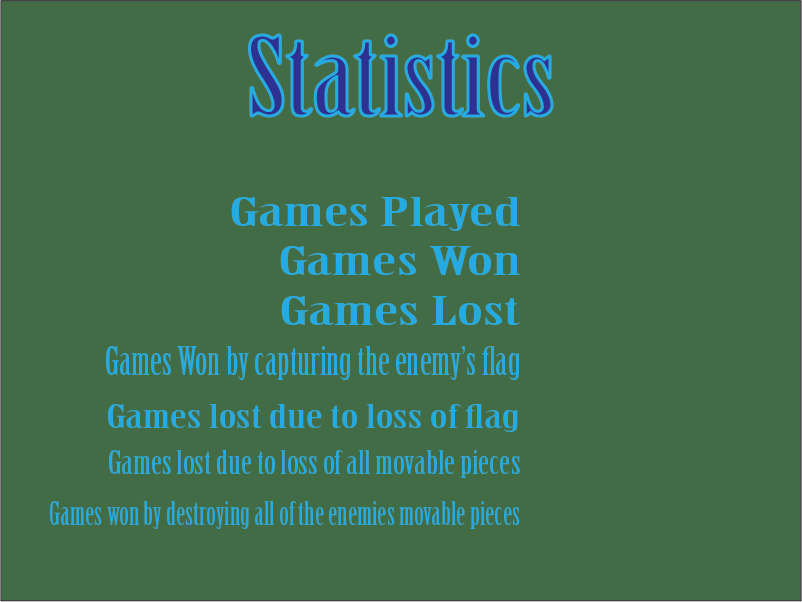 Statistics
Games Played
Games Won
Games Lost
Games Won by capturing the enemy’s flag
Games lost due to loss of flag
Games lost due to loss of all movable pieces
Games won by destroying all of the enemies movable pieces